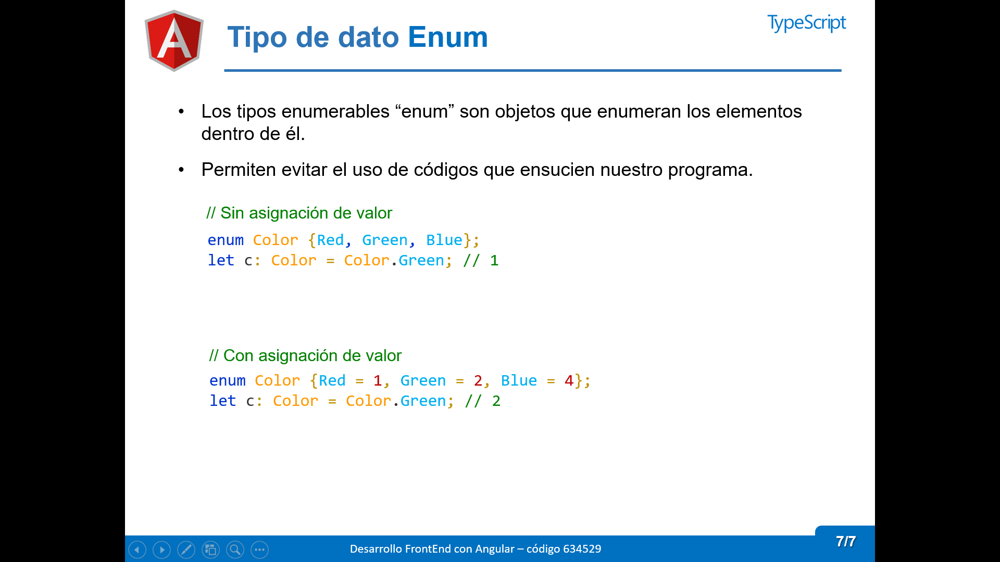 Tipo de dato Enum
TypeScript
• Los tipos enumerables “enum” son objetos que enumeran los elementos
dentro de él.
• Permiten evitar el uso de códigos que ensucien nuestro programa.
// Sin asignación de valor
enum Color {Red, Green, Blue};
let c: Color = Color.Green; // 1
// Con asignación de valor
enum Color {Red = 1, Green = 2, Blue = 4};
let c: Color = Color.Green; // 2
Desarrollo FrontEnd con Angular – código 634529
7/7